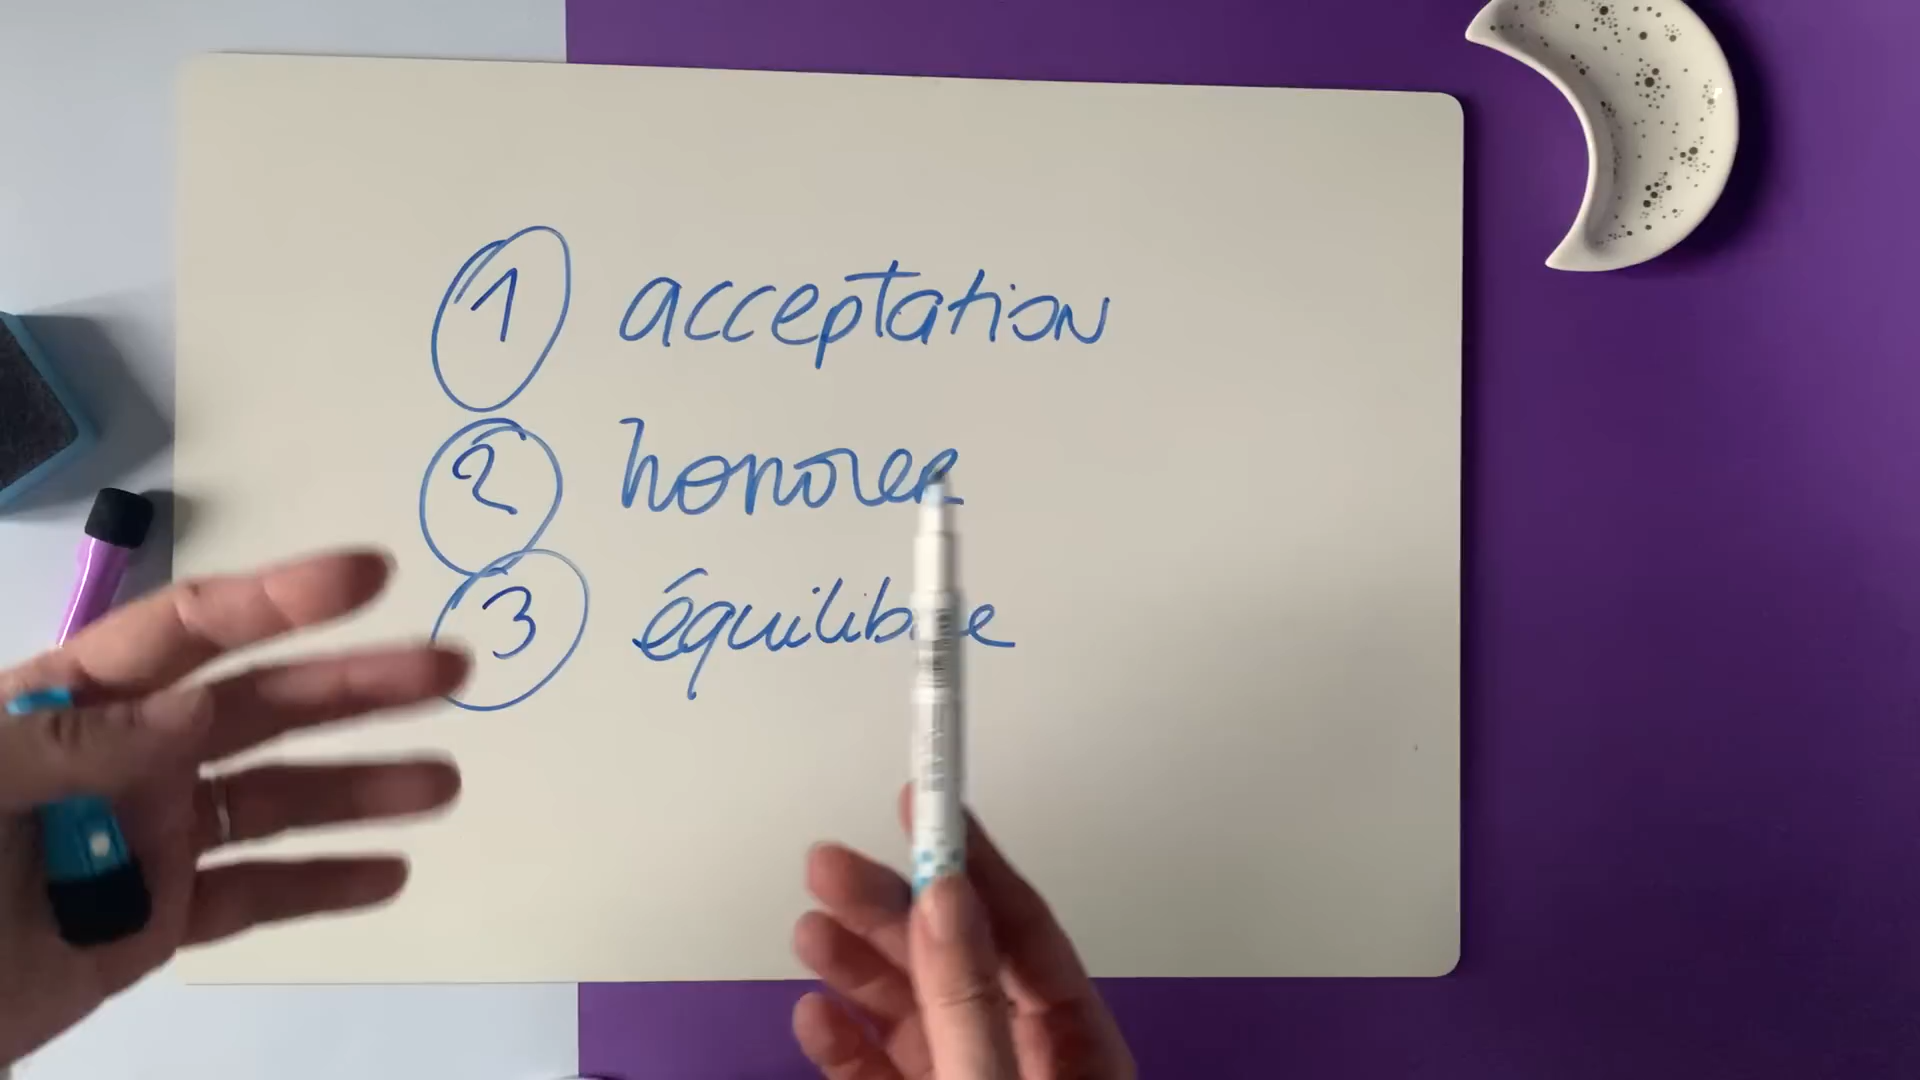 1 acceptation
2 honorer
3 équilibre